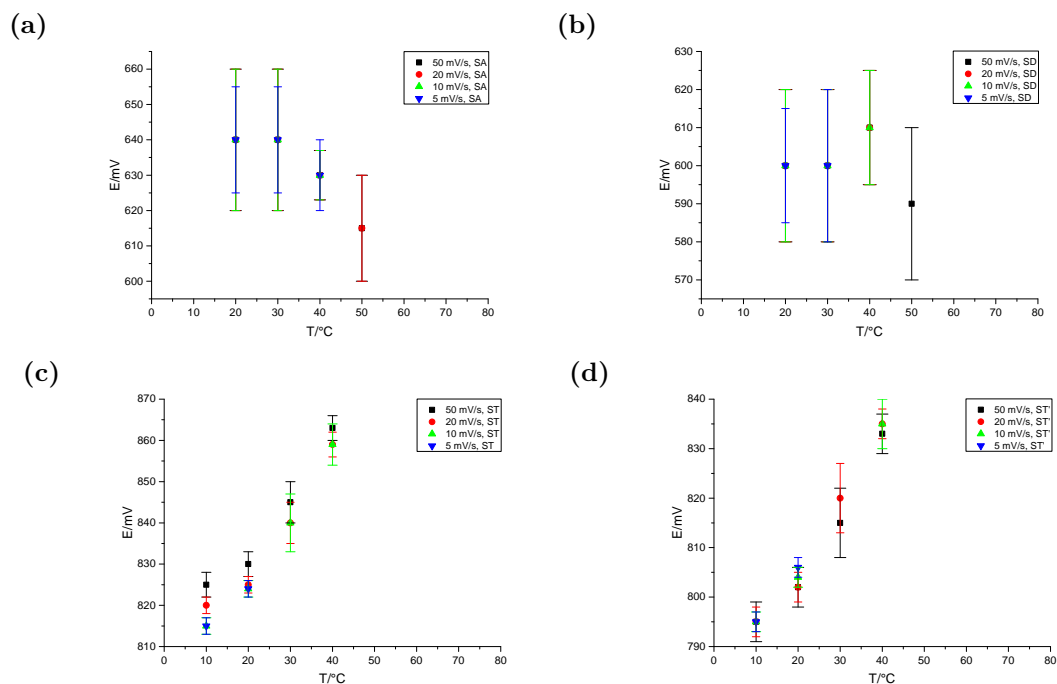 (a)
660
650
640
630
620
610
600
E/mV
0 10 20 30 40 50 60 70 80
T/°C
50 mV/s, SA
20 mV/s, SA
10 mV/s, SA
5 mV/s, SA
(b)
630
620
610
600
590
580
570
E/mV
0 10 20 30 40 50 60 70 80
T/°C
50 mV/s, SD
20 mV/s, SD
10 mV/s, SD
5 mV/s, SD
(c)
870
860
850
840
830
820
810
E/mV
0 10 20 30 40 50 60 70 80
T/°C
50 mV/s, ST
20 mV/s, ST
10 mV/s, ST
5 mV/s, ST
(d)
840
830
820
810
800
790
E/mV
0 10 20 30 40 50 60 70 80
T/°C
50 mV/s, ST'
20 mV/s, ST'
10 mV/s, ST'
5 mV/s, ST'